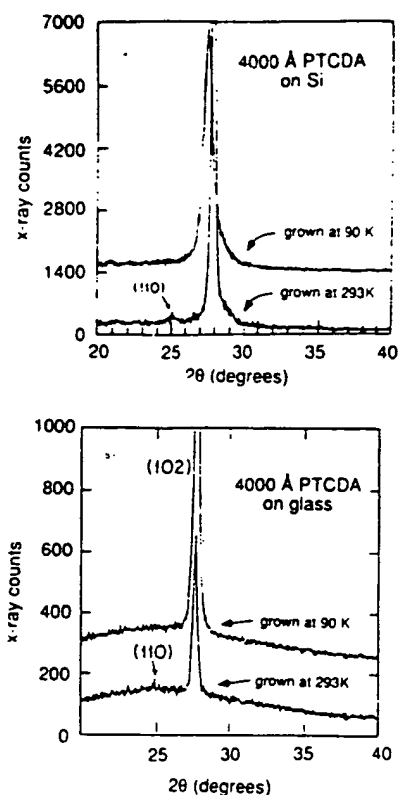 7000
5600
4200
2800
1400
0
x-ray counts
4000 Å PTCDA
on Si
grown at 90 K
(110)
grown at 293K
20 25 30 35 40
2θ (degrees)
1000
800
600
400
200
0
x-ray counts
(102)
4000 Å PTCDA
on glass
grown at 90 K
(110)
grown at 293K
25 30 35 40
2θ (degrees)